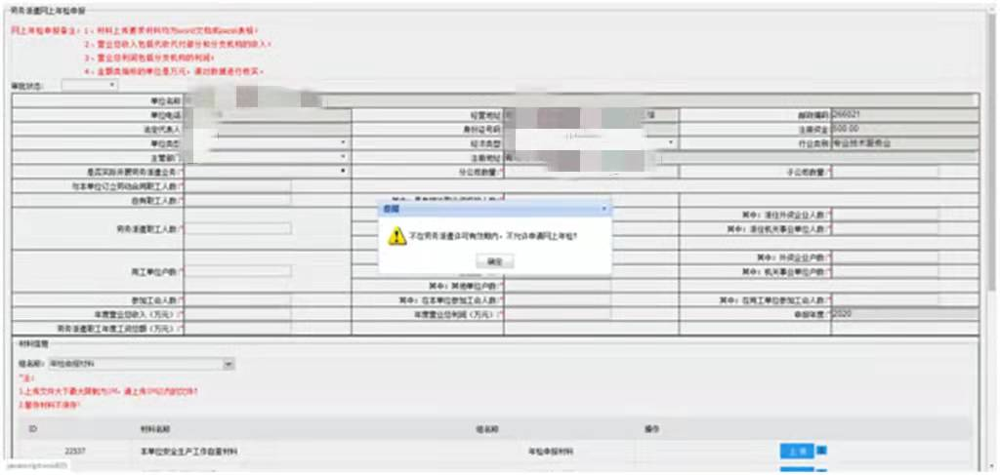 劳务派遣网上年检申报
网上年检申报备注：1、材料上传要求材料均为word文档或excel表格！
2、营业总收入包括代收代付部分和分支机构的收入；
3、营业总利润包括分支机构的利润；
4、金额类指标的单位是万元，请对数据进行核实。
审批状态：
单位名称
单位电话 经营地址 邮政编码 266021
法定代表人 身份证号码 注册资金 500.00
单位类型 经济类型 行业类别 专业技术服务业
主管部门 注册地址
是否实际开展劳务派遣业务 分公司数量 子公司数量
与本单位订立劳动合同职工人数
自有职工人数
其中：派往外资企业人数
劳务派遣职工人数
其中：派往机关事业单位人数
提醒
不在劳务派遣许可有效期内，不允许申请网上年检！
确定
其中：外资企业户数
用工单位户数
其中：机关事业单位户数
其中：其他单位户数
参加工会人数 其中：在本单位参加工会人数 其中：在用工单位参加工会人数
年度营业总收入（万元） 年度营业总利润（万元） 申报年度 2020
劳务派遣职工年度工资总额（万元）
材料信息
组名称： 年检申报材料
*注：
1.上传文件大小最大限制为5M，请上传5M以内的文件！
2.暂存材料不保存！
ID 材料名称 组名称 操作
22537 本单位安全生产工作自查材料 年检申报材料 上传